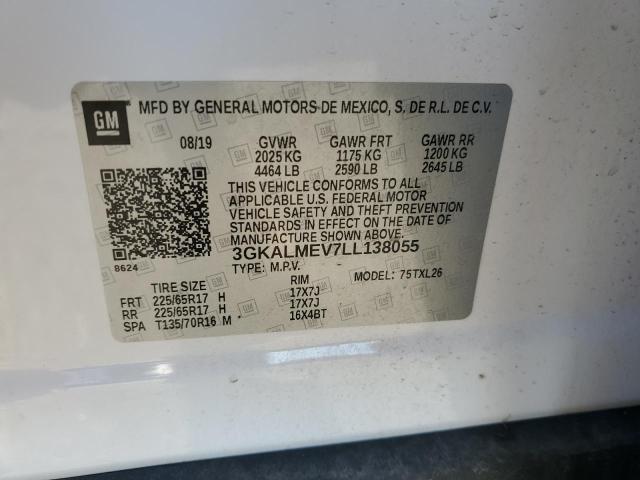 GM MFD BY GENERAL MOTORS DE MEXICO, S. DE R.L. DE C.V.
08/19 GVWR GAWR FRT GAWR RR
2025 KG 1175 KG 1200 KG
4464 LB 2590 LB 2645 LB
THIS VEHICLE CONFORMS TO ALL
APPLICABLE U.S. FEDERAL MOTOR
VEHICLE SAFETY AND THEFT PREVENTION
STANDARDS IN EFFECT ON THE DATE OF
MANUFACTURE SHOWN ABOVE.
8624 3GKALMEV7LL138055
TYPE: M.P.V. MODEL: 75TXL26
TIRE SIZE RIM
FRT 225/65R17 H 17X7J
RR 225/65R17 H 17X7J
SPA T135/70R16 M 16X4BT